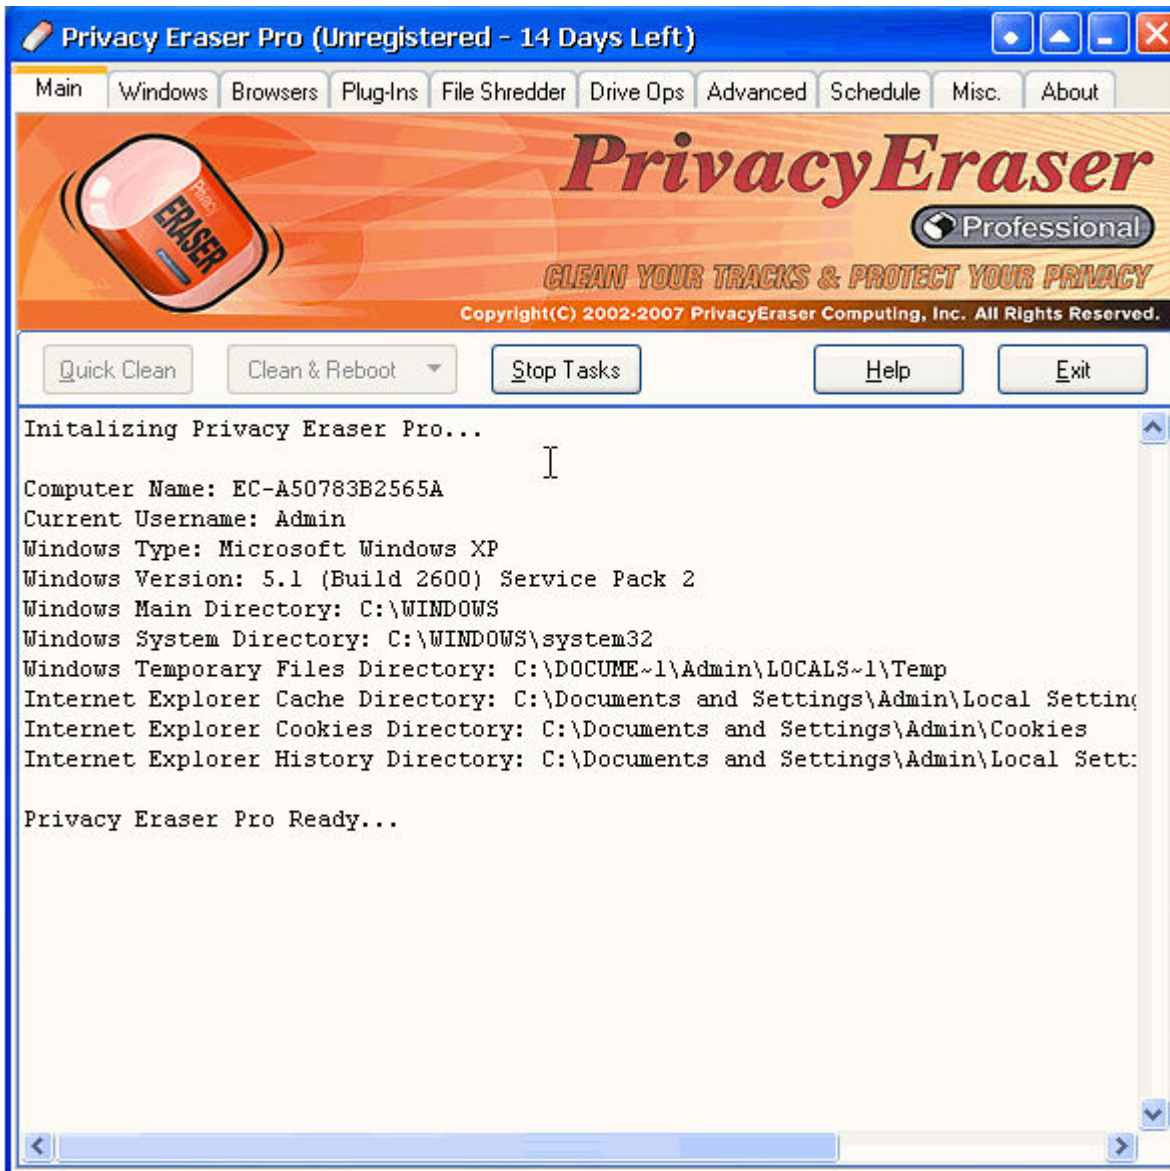 Privacy Eraser Pro (Unregistered - 14 Days Left)
Main Windows Browsers Plug-Ins File Shredder Drive Ops Advanced Schedule Misc. About
Privacy
ERASER
PrivacyEraser
Professional
CLEAN YOUR TRACKS & PROTECT YOUR PRIVACY
Copyright(C) 2002-2007 PrivacyEraser Computing, Inc. All Rights Reserved.
Quick Clean Clean & Reboot Stop Tasks Help Exit
Initalizing Privacy Eraser Pro...
Computer Name: EC-A50783B2565A
Current Username: Admin
Windows Type: Microsoft Windows XP
Windows Version: 5.1 (Build 2600) Service Pack 2
Windows Main Directory: C:\WINDOWS
Windows System Directory: C:\WINDOWS\system32
Windows Temporary Files Directory: C:\DOCUME~1\Admin\LOCALS~1\Temp
Internet Explorer Cache Directory: C:\Documents and Settings\Admin\Local Setting
Internet Explorer Cookies Directory: C:\Documents and Settings\Admin\Cookies
Internet Explorer History Directory: C:\Documents and Settings\Admin\Local Sett
Privacy Eraser Pro Ready...